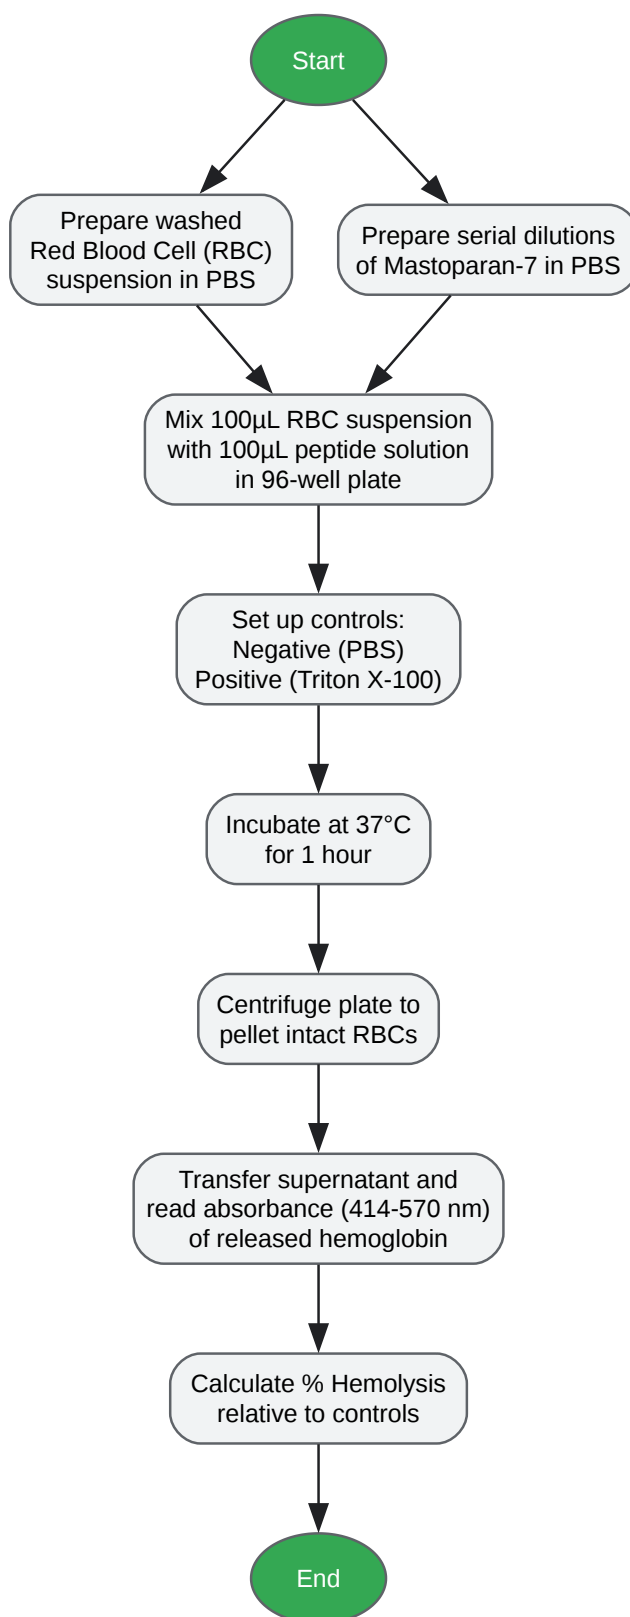 Start
Prepare washed
Red Blood Cell (RBC)
suspension in PBS
Prepare serial dilutions
of Mastoparan-7 in PBS
Mix 100µL RBC suspension
with 100µL peptide solution
in 96-well plate
Set up controls:
Negative (PBS)
Positive (Triton X-100)
Incubate at 37°C
for 1 hour
Centrifuge plate to
pellet intact RBCs
Transfer supernatant and
read absorbance (414-570 nm)
of released hemoglobin
Calculate % Hemolysis
relative to controls
End